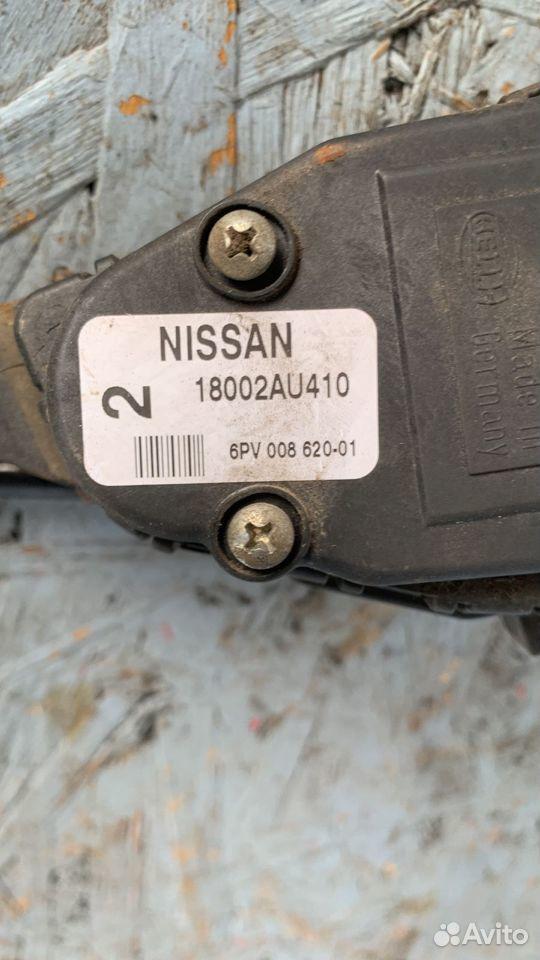 NISSAN
2
18002AU410
6PV 008 620-01
HELLA
Made in
Germany
Avito